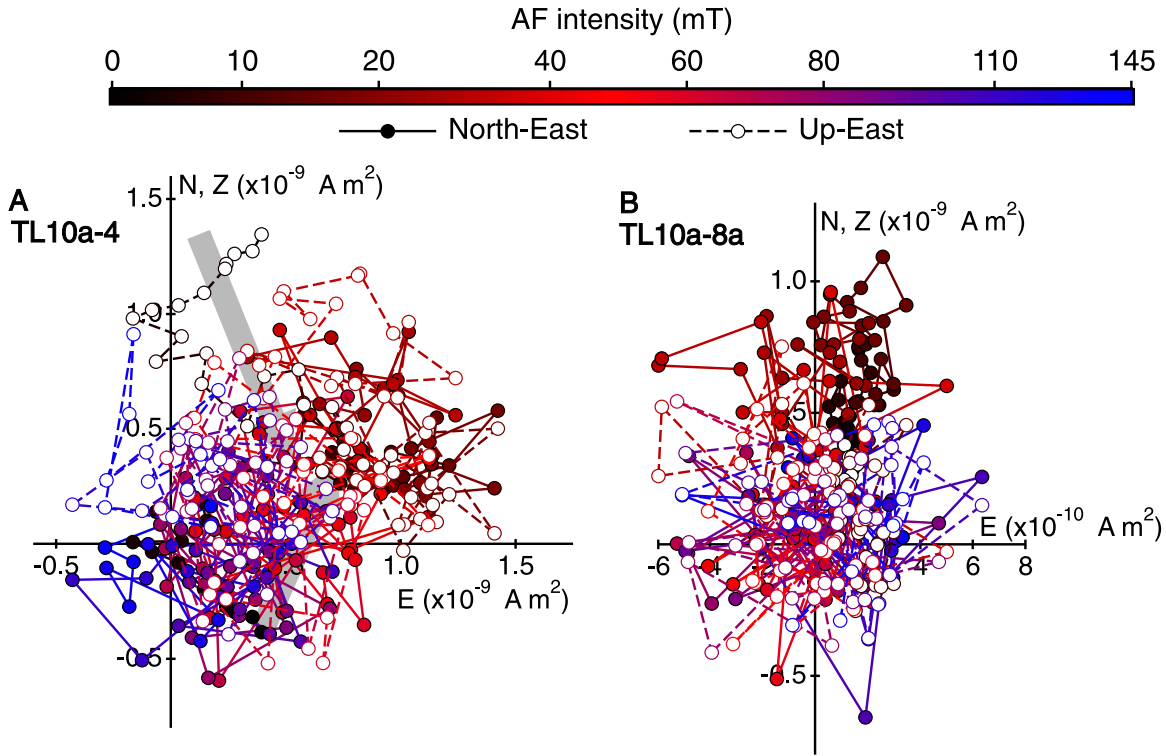 AF intensity (mT)
0 10 20 40 60 80 110 145
North-East Up-East
A
TL10a-4
N, Z (x10⁻⁹ A m²)
1.5
1.0
0.5
-0.5
-0.5 1.0 1.5
E (x10⁻⁹ A m²)
B
TL10a-8a
N, Z (x10⁻⁹ A m²)
1.0
.5
-0.5
E (x10⁻¹⁰ A m²)
-6 4 6 8